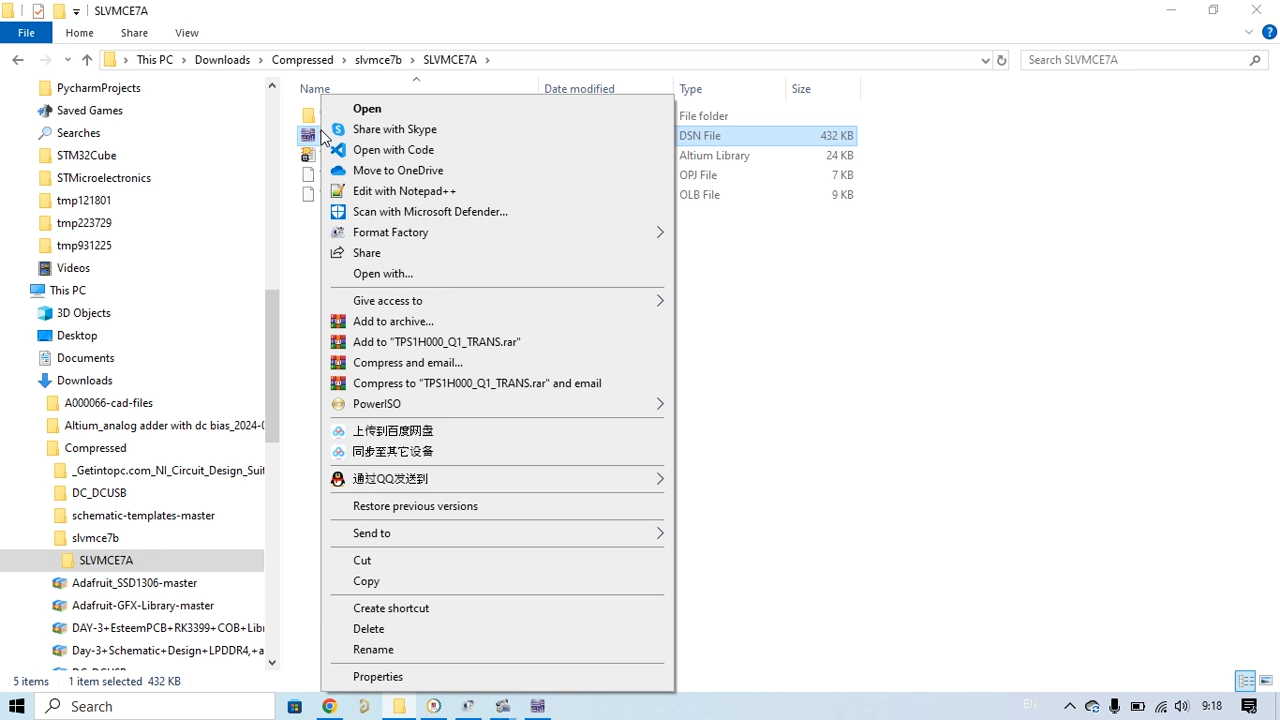 SLVMCE7A
File Home Share View
This PC Downloads Compressed slvmce7b SLVMCE7A
Search SLVMCE7A
Name Date modified Type Size
PycharmProjects
Saved Games
Searches
STM32Cube
STMicroelectronics
tmp121801
tmp223729
tmp931225
Videos
This PC
3D Objects
Desktop
Documents
Downloads
A000066-cad-files
Altium_analog adder with dc bias_2024-0
Compressed
_Getintopc.com_NI_Circuit_Design_Suit
DC_DCUSB
schematic-templates-master
slvmce7b
SLVMCE7A
Adafruit_SSD1306-master
Adafruit-GFX-Library-master
DAY-3+EsteemPCB+RK3399+COB+Libr
Day-3+Schematic+Design+LPDDR4,+a
File folder
DSN File 432 KB
Altium Library 24 KB
OPJ File 7 KB
OLB File 9 KB
Open
Share with Skype
Open with Code
Move to OneDrive
Edit with Notepad++
Scan with Microsoft Defender...
Format Factory
Share
Open with...
Give access to
Add to archive...
Add to "TPS1H000_Q1_TRANS.rar"
Compress and email...
Compress to "TPS1H000_Q1_TRANS.rar" and email
PowerISO
上传到百度网盘
同步至其它设备
通过QQ发送到
Restore previous versions
Send to
Cut
Copy
Create shortcut
Delete
Rename
Properties
5 items 1 item selected 432 KB
Search
EN
9:18